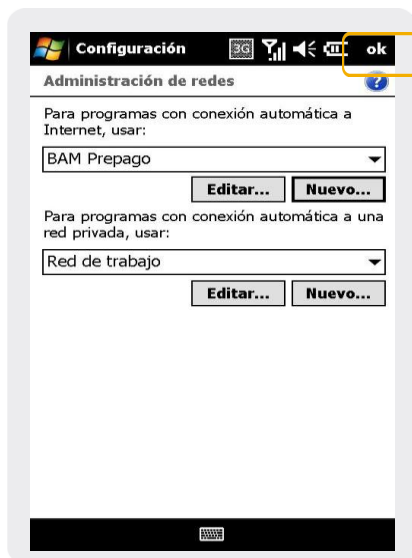 Configuración 3G ok
Administración de redes ?
Para programas con conexión automática a
Internet, usar:
BAM Prepago
Editar... Nuevo...
Para programas con conexión automática a una
red privada, usar:
Red de trabajo
Editar... Nuevo...